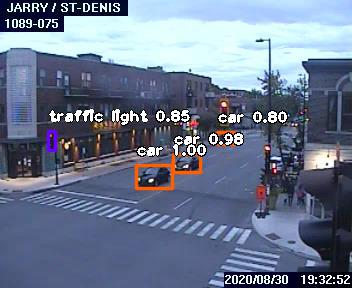 JARRY / ST-DENIS
1089-075
traffic light 0.85
car 0.80
car 0.98
car 1.00
2020/08/30 19:32:52